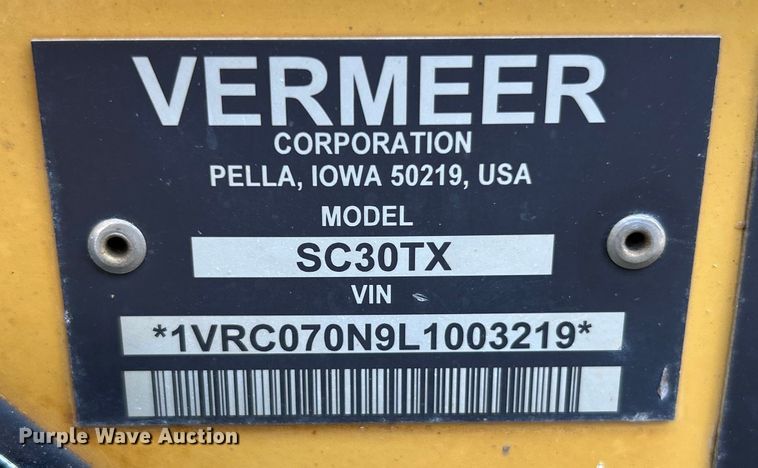 VERMEER
CORPORATION
PELLA, IOWA 50219, USA
MODEL
SC30TX
VIN
*1VRC070N9L1003219*
Purple Wave Auction